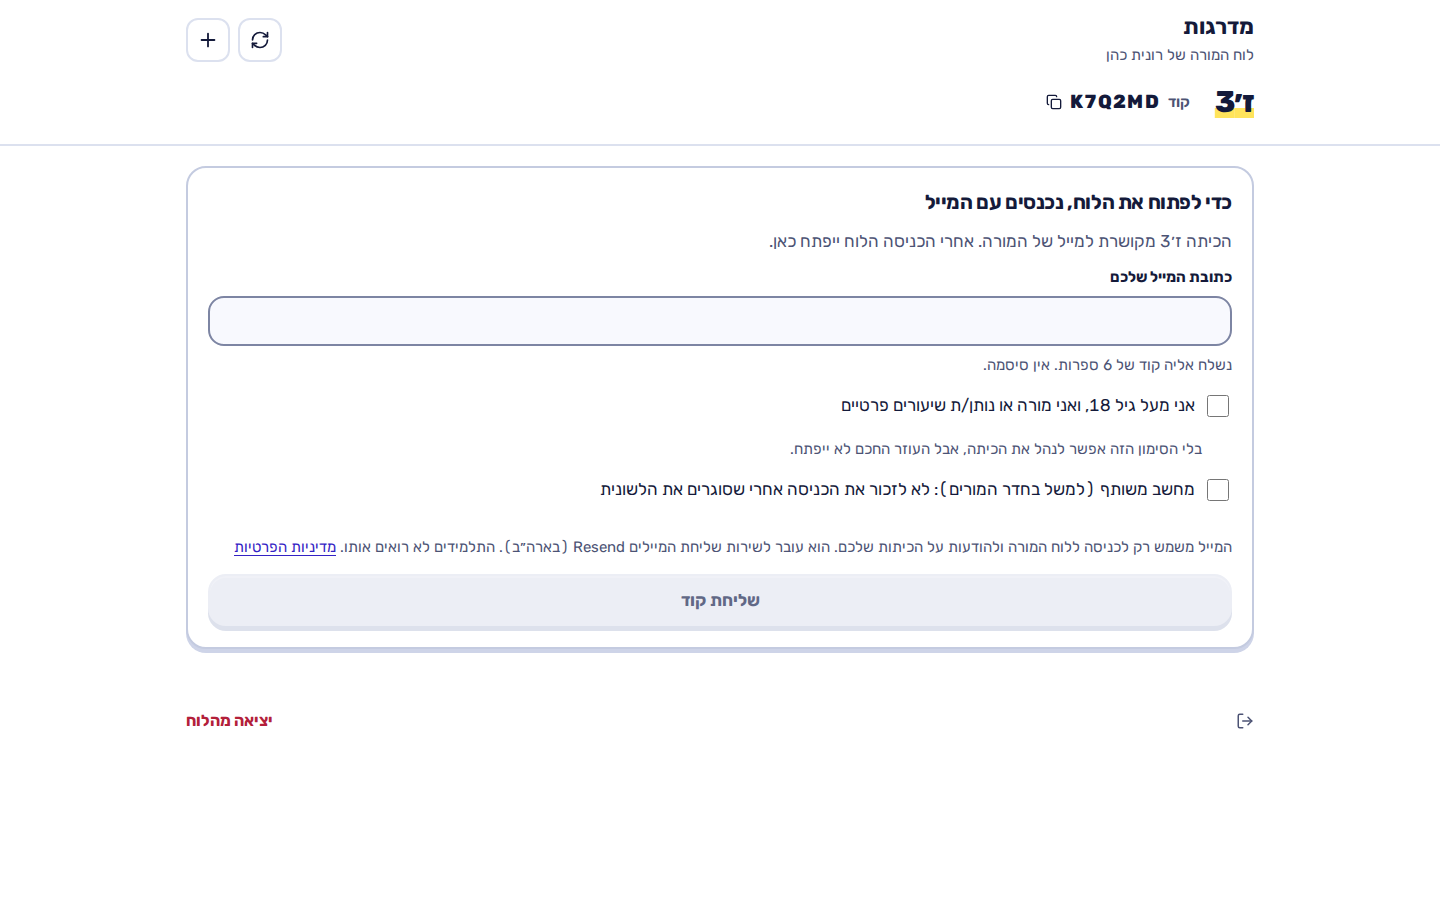 מדרגות
לוח המורה של רונית כהן
ז׳3 קוד K7Q2MD
כדי לפתוח את הלוח, נכנסים עם המייל
הכיתה ז׳3 מקושרת למייל של המורה. אחרי הכניסה הלוח ייפתח כאן.
כתובת המייל שלכם
נשלח אליה קוד של 6 ספרות. אין סיסמה.
אני מעל גיל 18, ואני מורה או נותן/ת שיעורים פרטיים
בלי הסימון הזה אפשר לנהל את הכיתה, אבל העוזר החכם לא ייפתח.
מחשב משותף (למשל בחדר המורים): לא לזכור את הכניסה אחרי שסוגרים את הלשונית
המייל משמש רק לכניסה ללוח המורה ולהודעות על הכיתות שלכם. הוא עובר לשירות שליחת המיילים Resend (בארה״ב). התלמידים לא רואים אותו. מדיניות הפרטיות
שליחת קוד
יציאה מהלוח